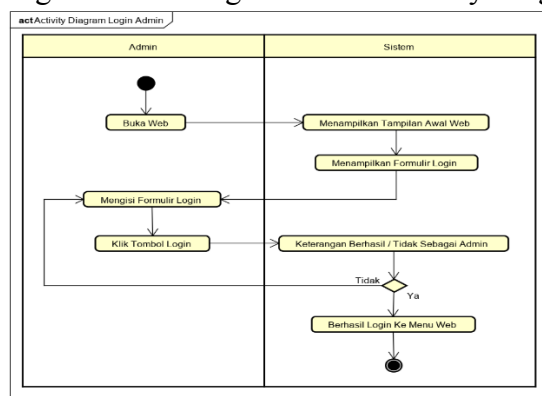 act Activity Diagram Login Admin
Admin
Sistem
Buka Web
Menampilkan Tampilan Awal Web
Menampilkan Formulir Login
Mengisi Formulir Login
Klik Tombol Login
Keterangan Berhasil / Tidak Sebagai Admin
Tidak
Ya
Berhasil Login Ke Menu Web